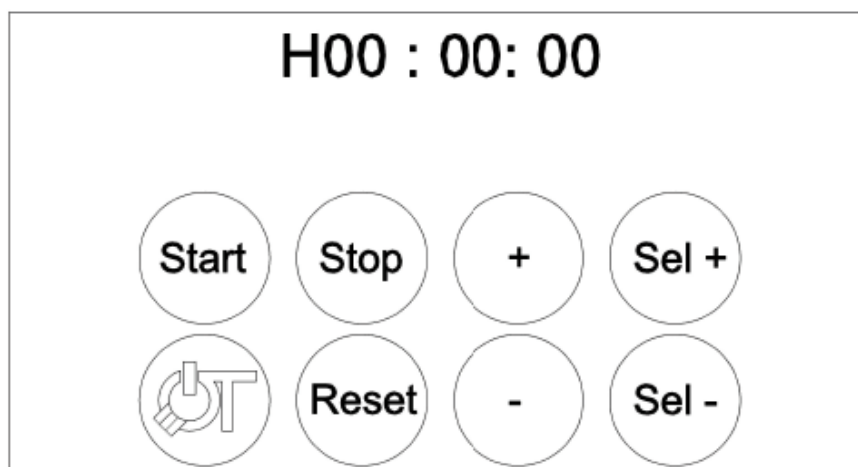 H00 : 00: 00
Start Stop + Sel +
Reset - Sel -